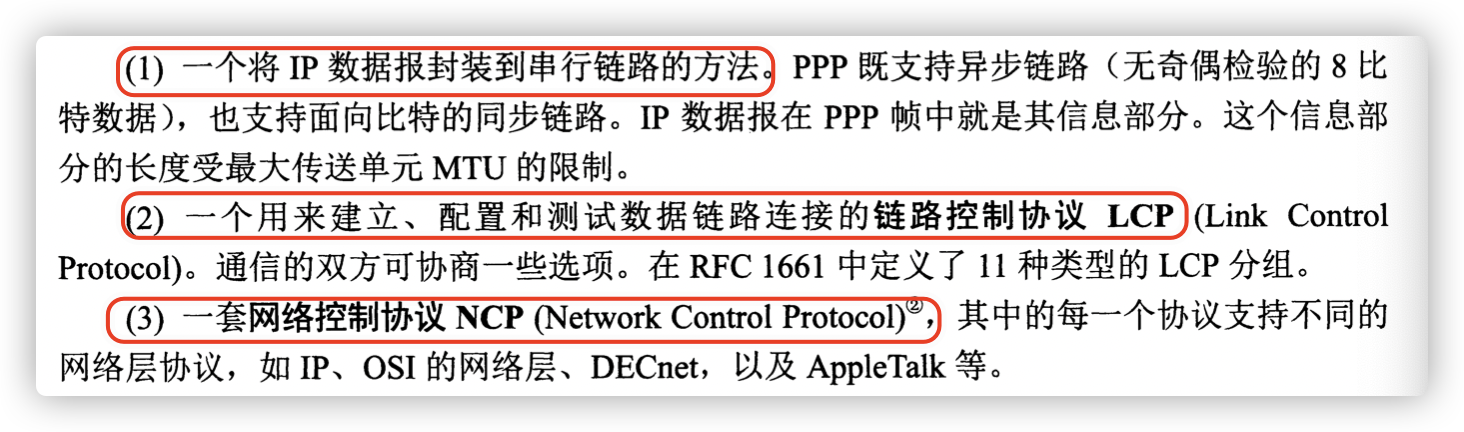 (1) 一个将 IP 数据报封装到串行链路的方法。PPP 既支持异步链路（无奇偶检验的 8 比
特数据），也支持面向比特的同步链路。IP 数据报在 PPP 帧中就是其信息部分。这个信息部
分的长度受最大传送单元 MTU 的限制。
(2) 一个用来建立、配置和测试数据链路连接的链路控制协议 LCP (Link Control
Protocol)。通信的双方可协商一些选项。在 RFC 1661 中定义了 11 种类型的 LCP 分组。
(3) 一套网络控制协议 NCP (Network Control Protocol)②，其中的每一个协议支持不同的
网络层协议，如 IP、OSI 的网络层、DECnet，以及 AppleTalk 等。